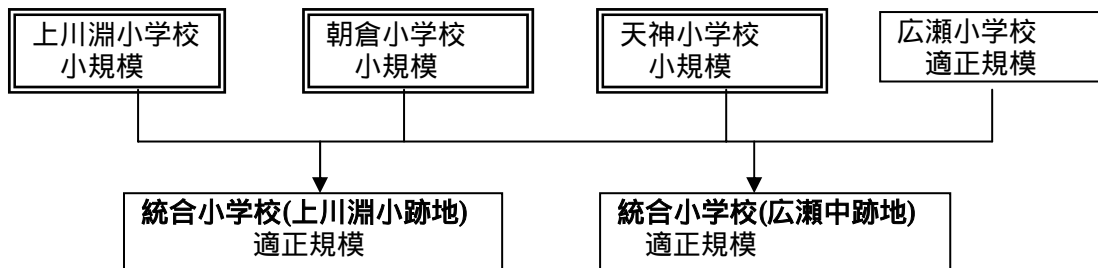 上川淵小学校
小規模
朝倉小学校
小規模
天神小学校
小規模
広瀬小学校
適正規模
統合小学校(上川淵小跡地)
適正規模
統合小学校(広瀬中跡地)
適正規模